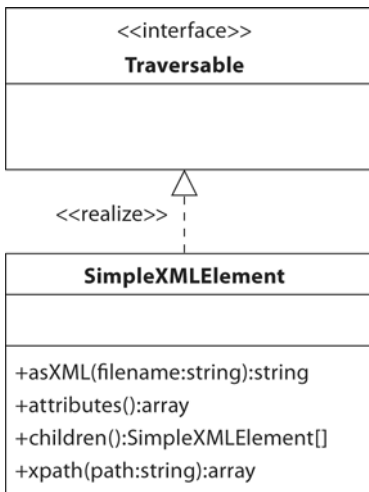 <<interface>>
Traversable
<<realize>>
SimpleXMLElement
+asXML(filename:string):string
+attributes():array
+children():SimpleXMLElement[]
+xpath(path:string):array